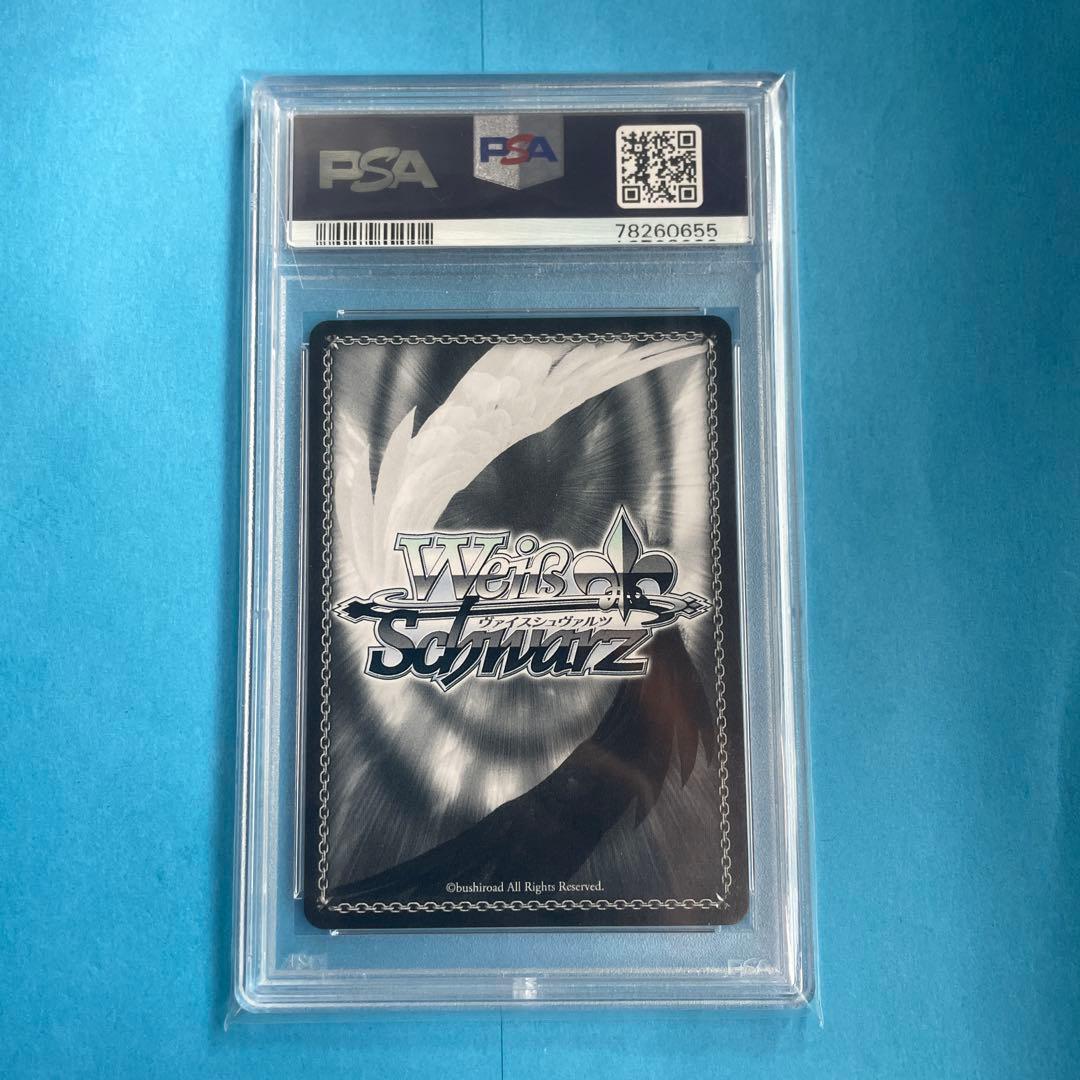 PSA
PSA
78260655
Weiß
ヴァイスシュヴァルツ
Schwarz
©bushiroad All Rights Reserved.
PSA